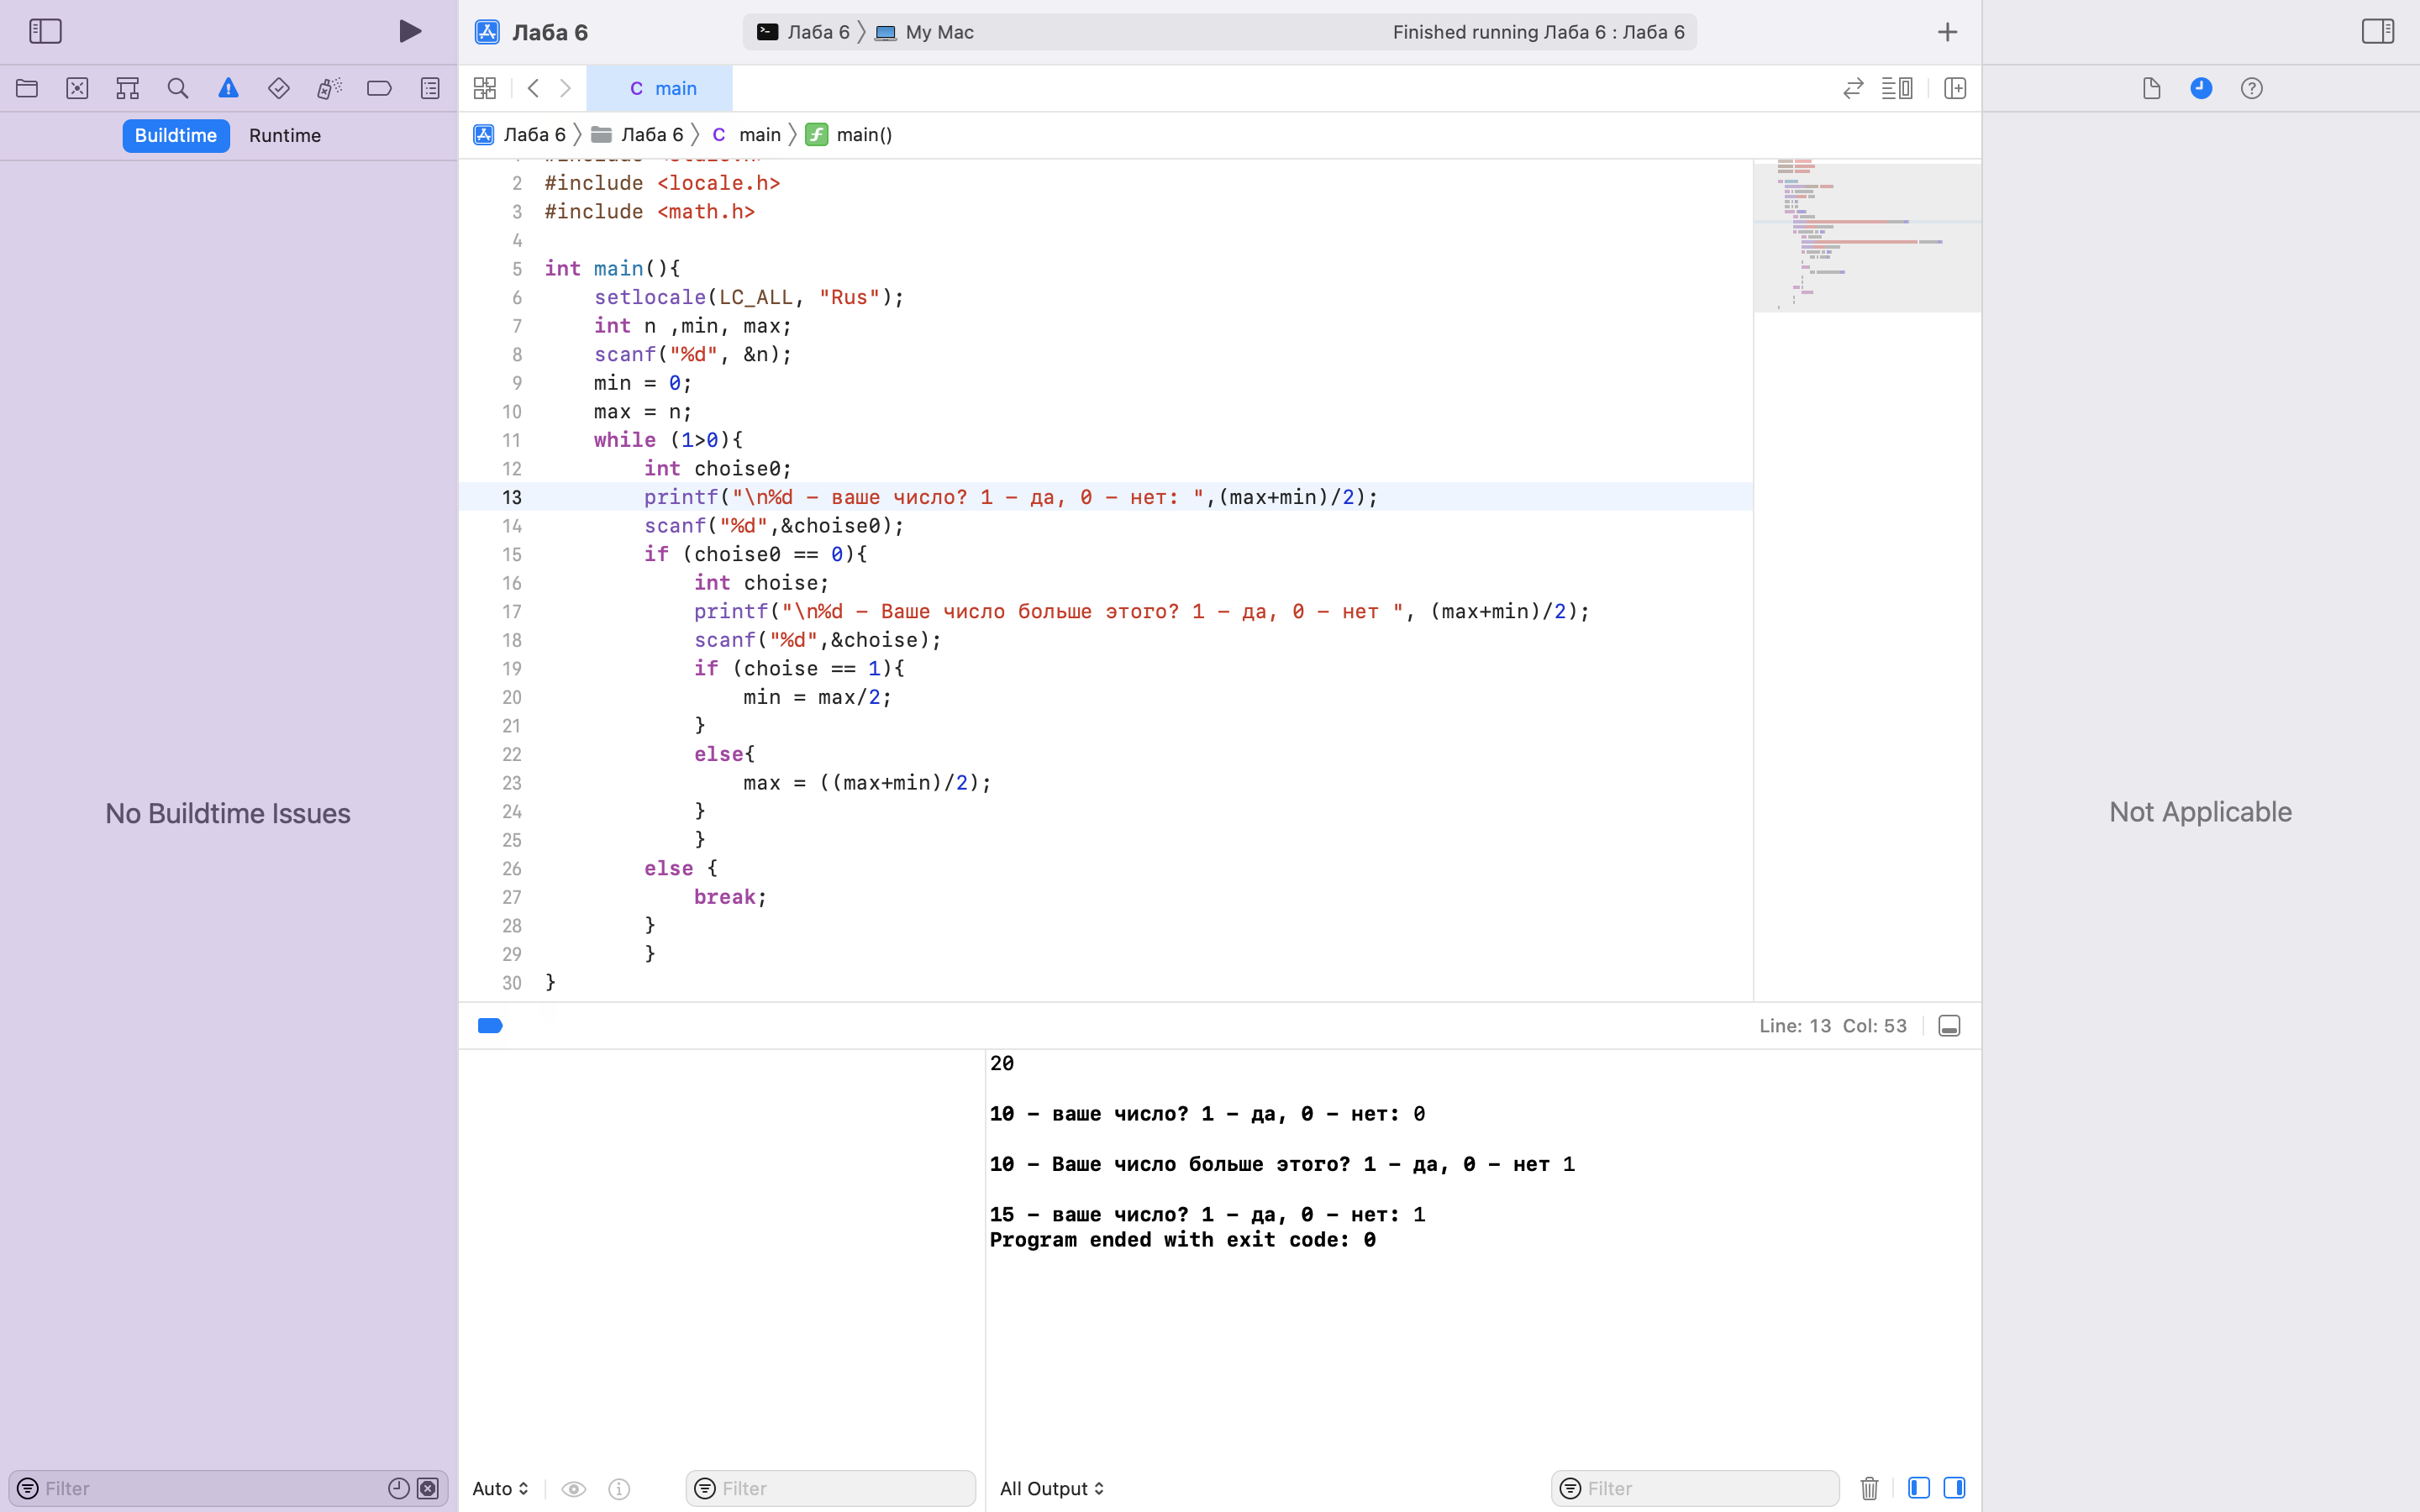 Лаба 6
Лаба 6 〉 My Mac
Finished running Лаба 6 : Лаба 6
C main
Buildtime Runtime
Лаба 6 〉 Лаба 6 〉 C main 〉 f main()
2 #include <locale.h>
3 #include <math.h>
4
5 int main(){
6 setlocale(LC_ALL, "Rus");
7 int n ,min, max;
8 scanf("%d", &n);
9 min = 0;
10 max = n;
11 while (1>0){
12 int choise0;
13 printf("\n%d – ваше число? 1 – да, 0 – нет: ",(max+min)/2);
14 scanf("%d",&choise0);
15 if (choise0 == 0){
16 int choise;
17 printf("\n%d – Ваше число больше этого? 1 – да, 0 – нет ", (max+min)/2);
18 scanf("%d",&choise);
19 if (choise == 1){
20 min = max/2;
21 }
22 else{
23 max = ((max+min)/2);
24 }
25 }
26 else {
27 break;
28 }
29 }
30 }
No Buildtime Issues
Not Applicable
Line: 13 Col: 53
20
10 – ваше число? 1 – да, 0 – нет: 0
10 – Ваше число больше этого? 1 – да, 0 – нет 1
15 – ваше число? 1 – да, 0 – нет: 1
Program ended with exit code: 0
Filter
Auto
Filter
All Output
Filter